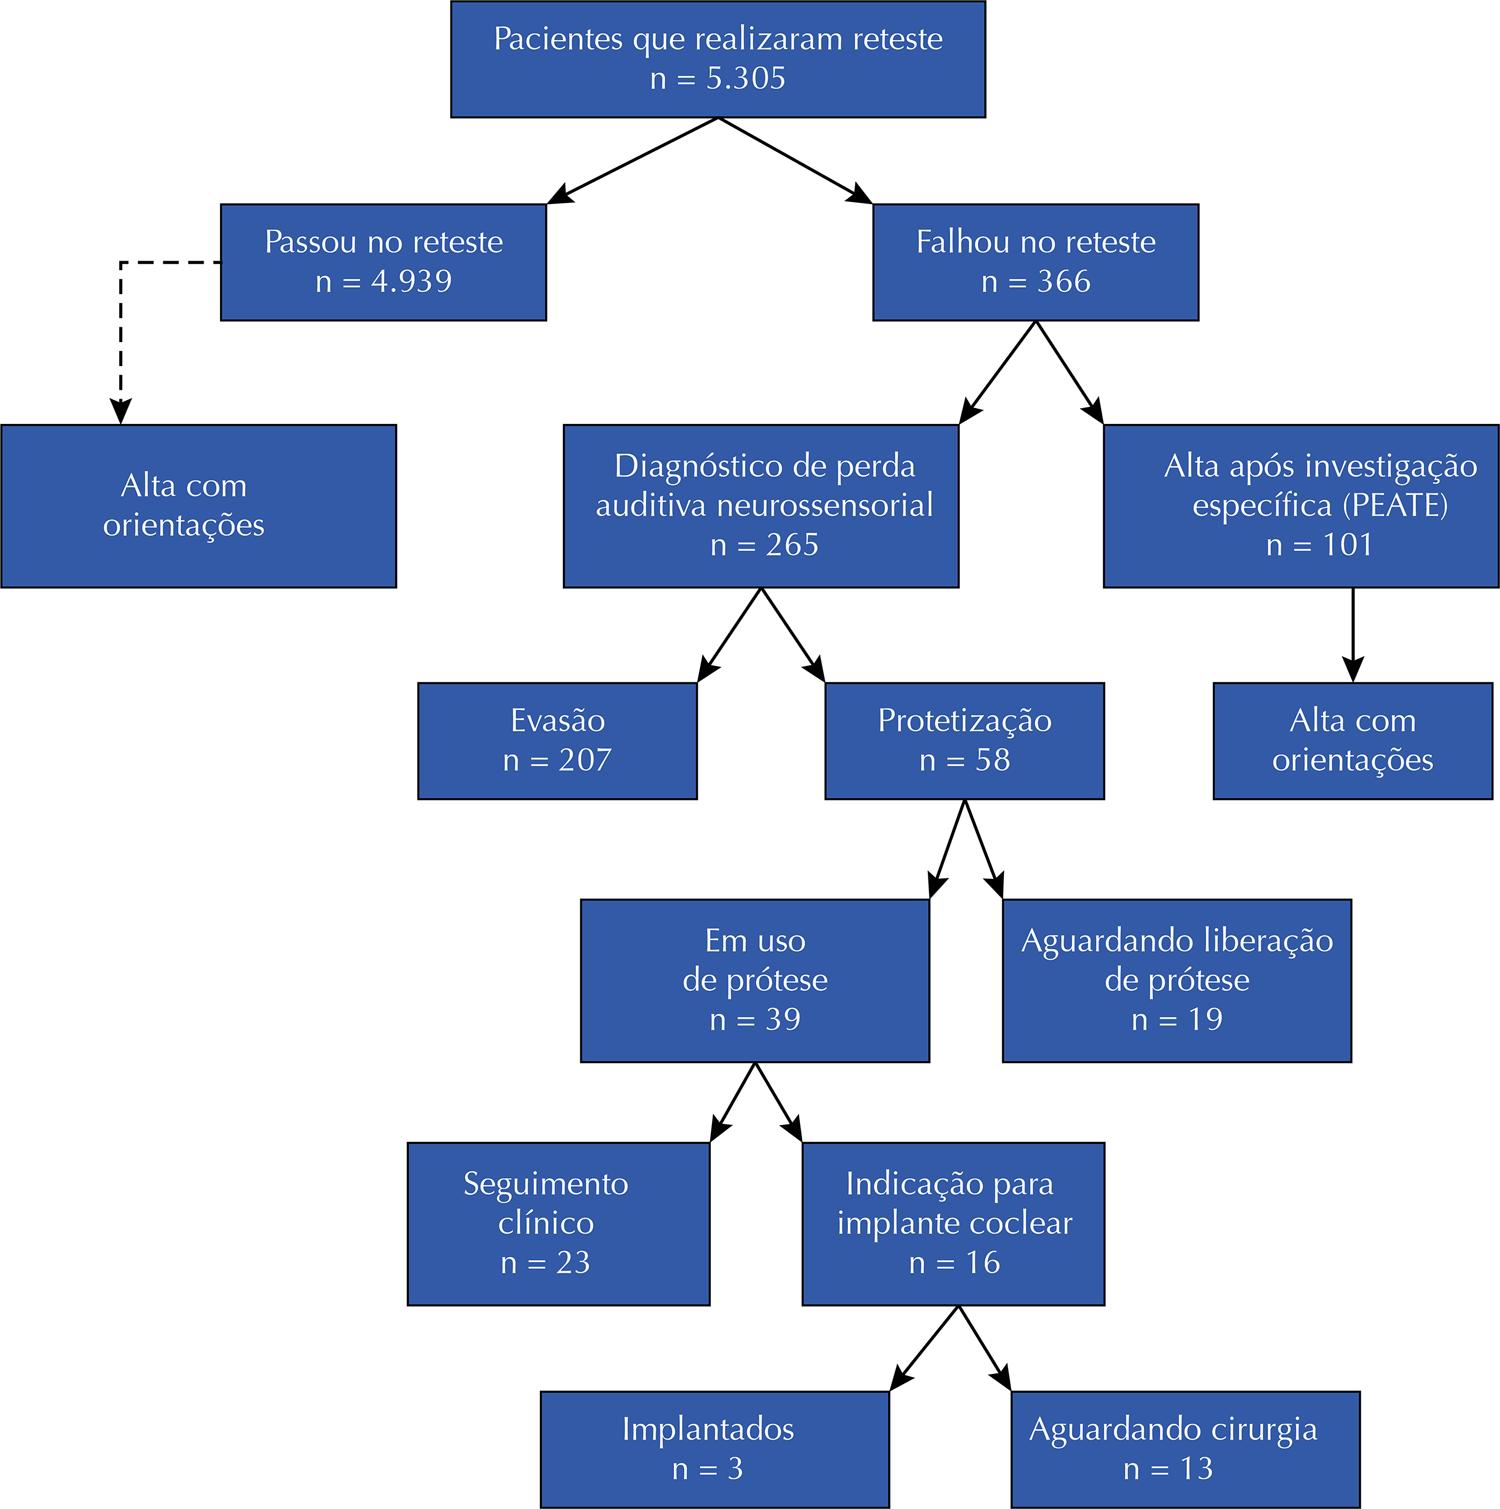 Pacientes que realizaram reteste
n = 5.305
Passou no reteste
n = 4.939
Falhou no reteste
n = 366
Alta com
orientações
Diagnóstico de perda
auditiva neurossensorial
n = 265
Alta após investigação
específica (PEATE)
n = 101
Evasão
n = 207
Protetização
n = 58
Alta com
orientações
Em uso
de prótese
n = 39
Aguardando liberação
de prótese
n = 19
Seguimento
clínico
n = 23
Indicação para
implante coclear
n = 16
Implantados
n = 3
Aguardando cirurgia
n = 13